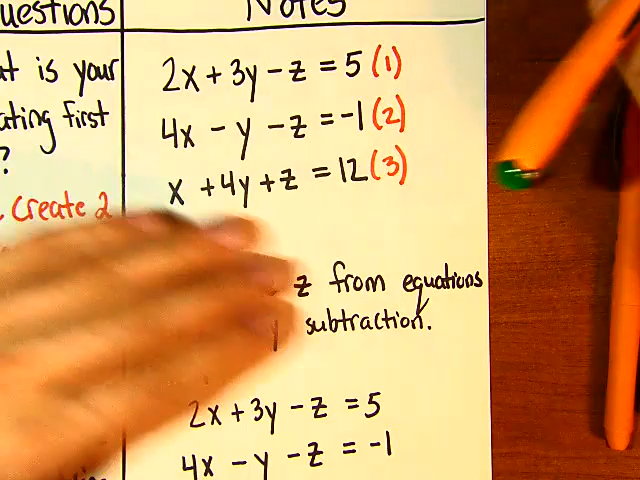 uestions
Notes
at is your
ating first
?
Create 2
2x + 3y - z = 5 (1)
4x - y - z = -1 (2)
x + 4y + z = 12 (3)
z from equations
y subtraction.
2x + 3y - z = 5
4x - y - z = -1